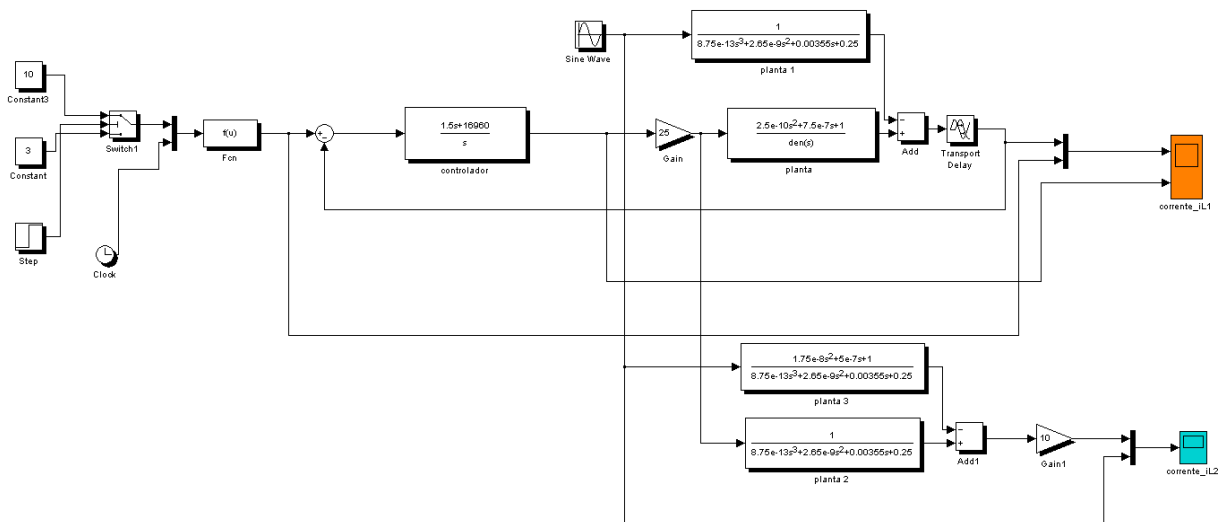 10
Constant3
3
Constant
Step
Switch1
Clock
f(u)
Fcn
+
−
1.5s+16960
s
controlador
Sine Wave
1
8.75e-13s³+2.65e-9s²+0.00355s+0.25
planta 1
25
Gain
2.5e-10s²+7.5e-7s+1
den(s)
planta
−
+
Add
Transport
Delay
corrente_iL1
1.75e-8s²+5e-7s+1
8.75e-13s³+2.65e-9s²+0.00355s+0.25
planta 3
1
8.75e-13s³+2.65e-9s²+0.00355s+0.25
planta 2
−
+
Add1
10
Gain1
corrente_iL2